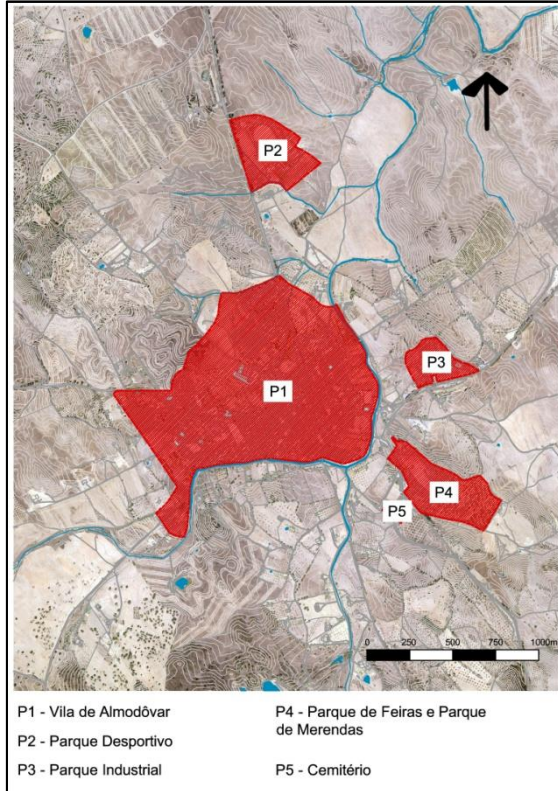 P2
P3
P1
P4
P5
0 250 500 750 1000m
P1 - Vila de Almodôvar
P2 - Parque Desportivo
P3 - Parque Industrial
P4 - Parque de Feiras e Parque
de Merendas
P5 - Cemitério